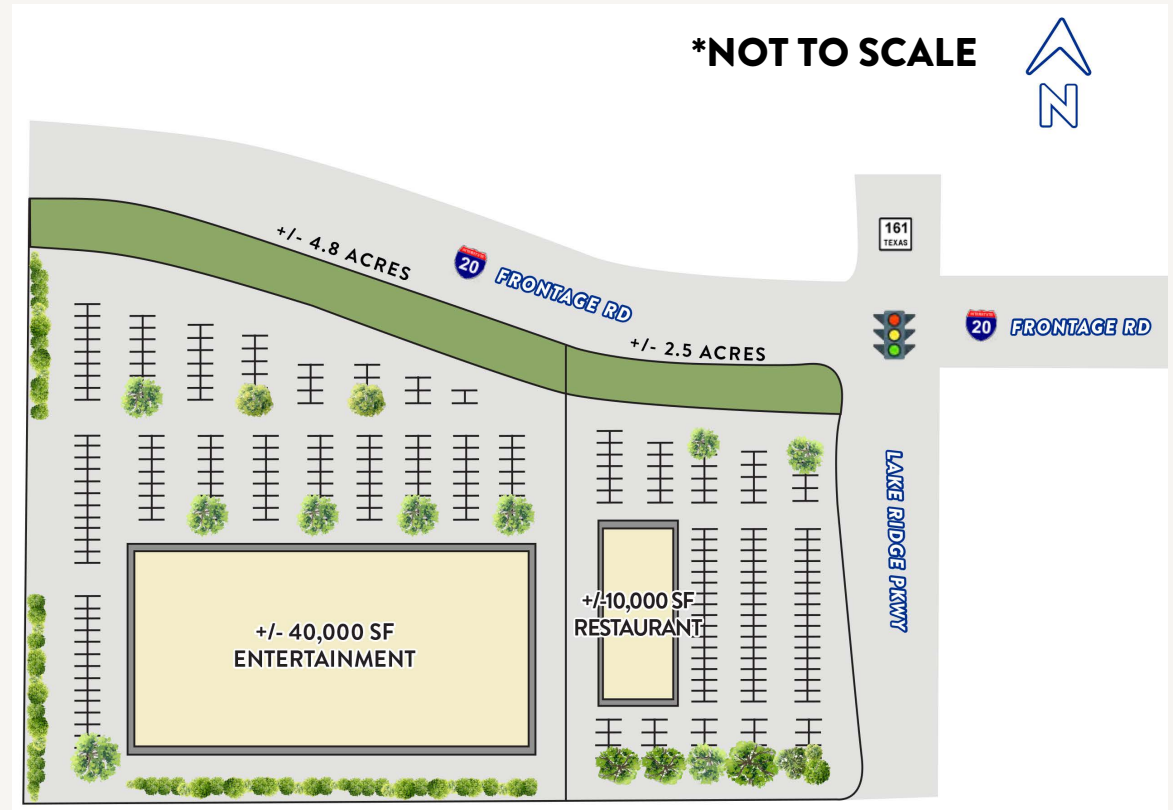 *NOT TO SCALE
N
161
TEXAS
+/- 4.8 ACRES
20
FRONTAGE RD
20
FRONTAGE RD
+/- 2.5 ACRES
LAKE RIDGE PKWY
+/- 40,000 SF
ENTERTAINMENT
+/-10,000 SF
RESTAURANT